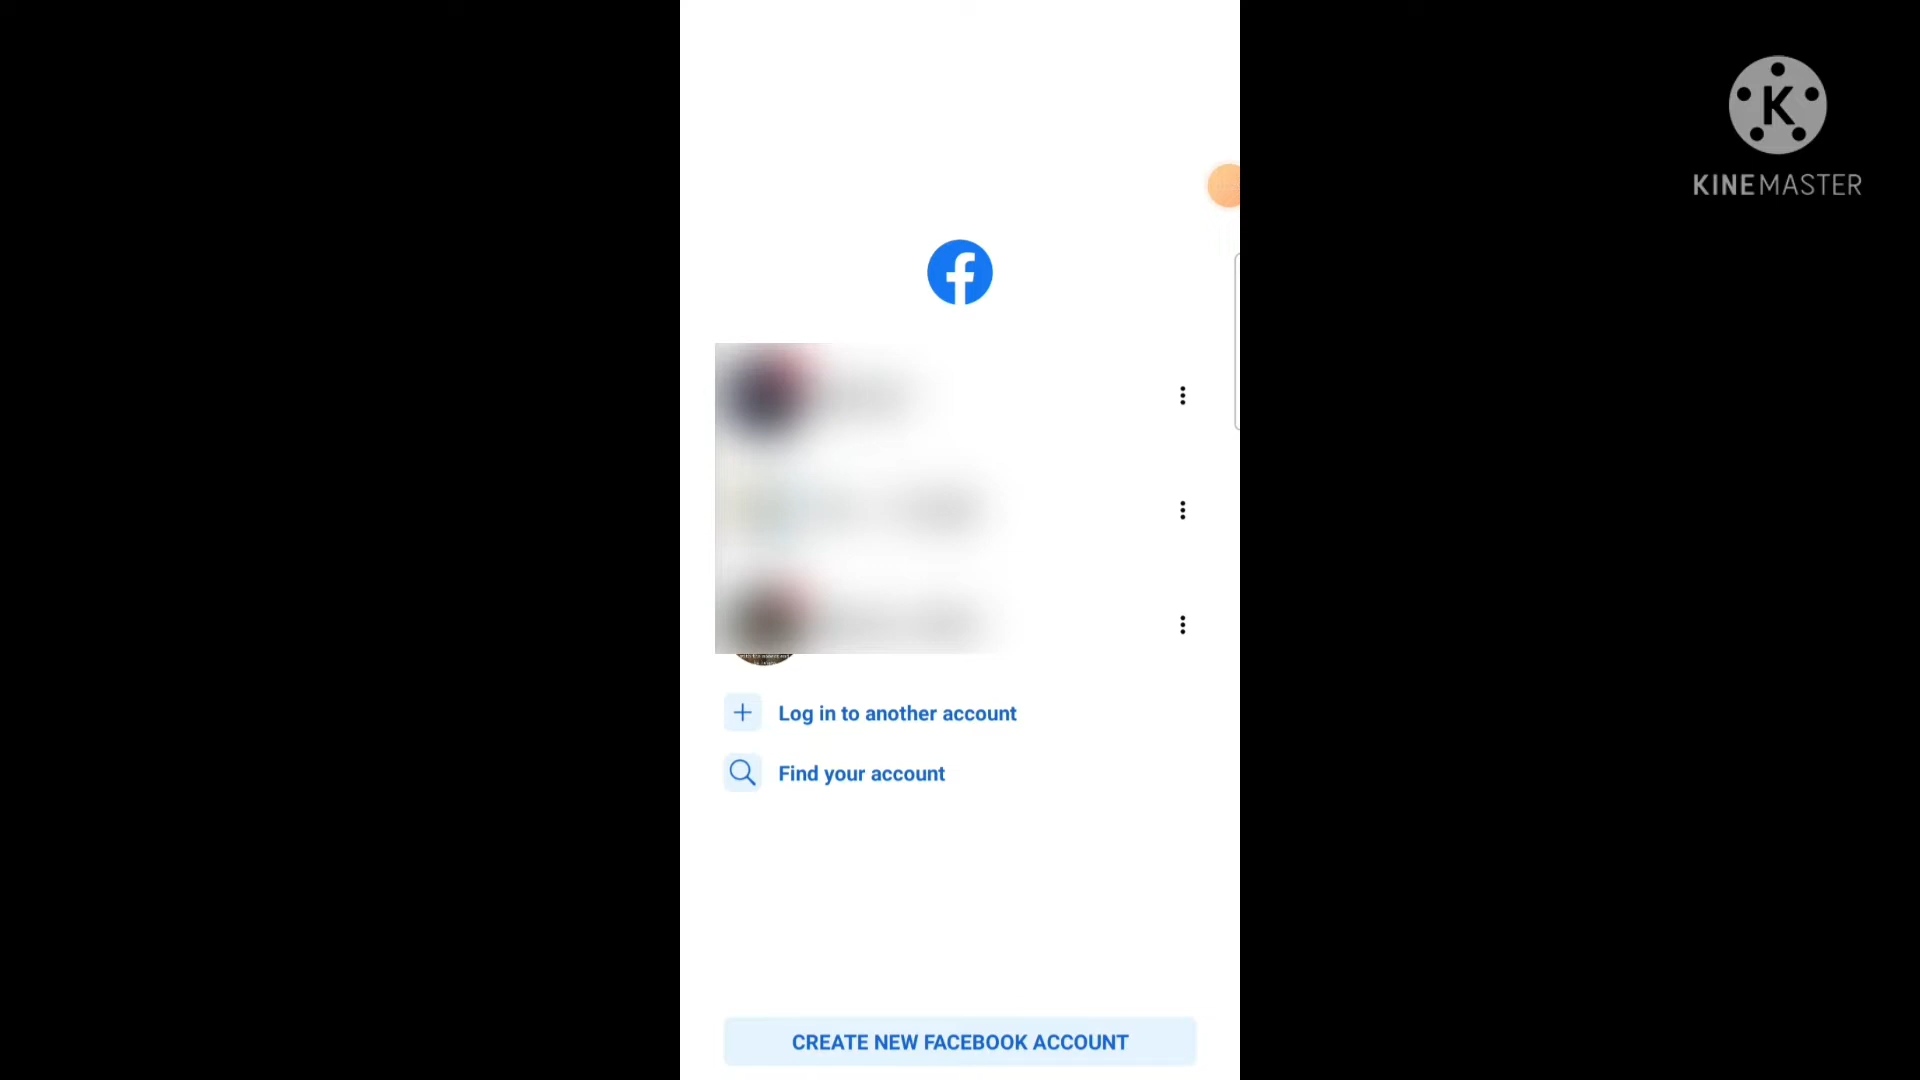 K
KINEMASTER
Log in to another account
Find your account
CREATE NEW FACEBOOK ACCOUNT